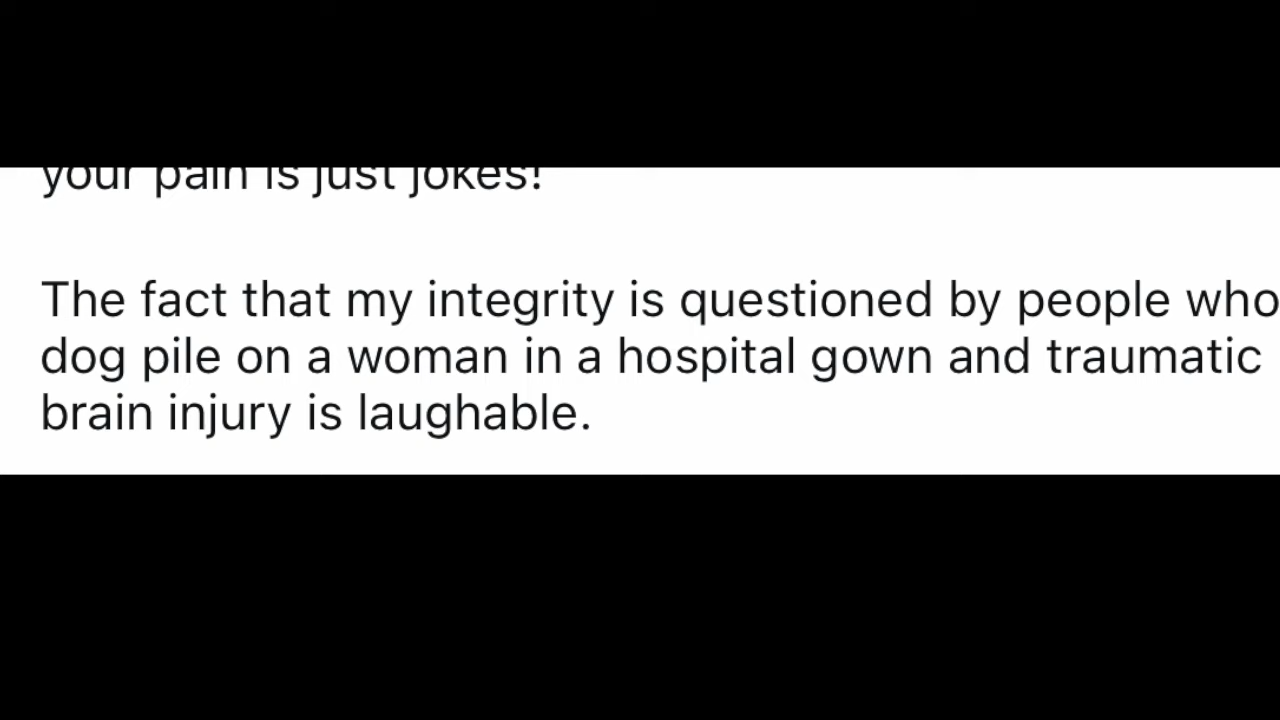 your pain is just jokes!
The fact that my integrity is questioned by people who
dog pile on a woman in a hospital gown and traumatic
brain injury is laughable.